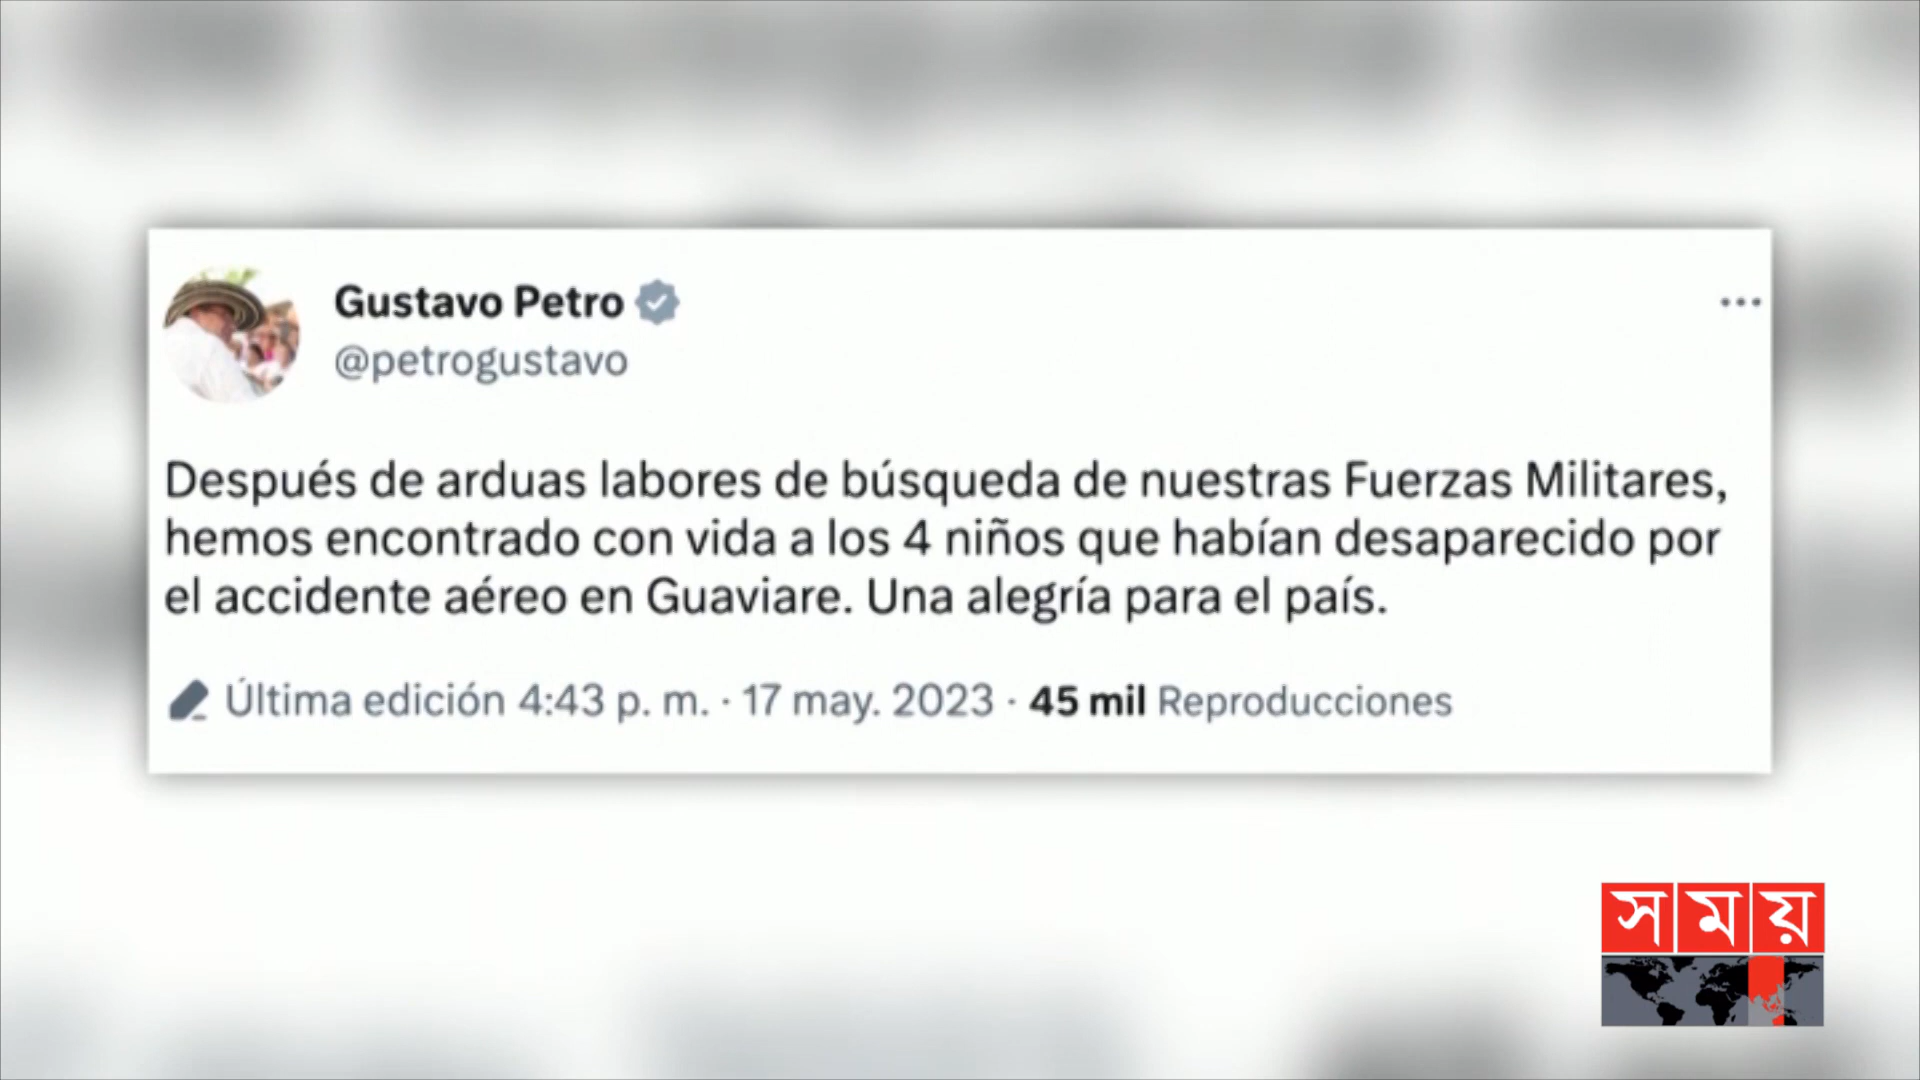 Gustavo Petro
@petrogustavo
Después de arduas labores de búsqueda de nuestras Fuerzas Militares,
hemos encontrado con vida a los 4 niños que habían desaparecido por
el accidente aéreo en Guaviare. Una alegría para el país.
Última edición 4:43 p. m. · 17 may. 2023 · 45 mil Reproducciones
সময়